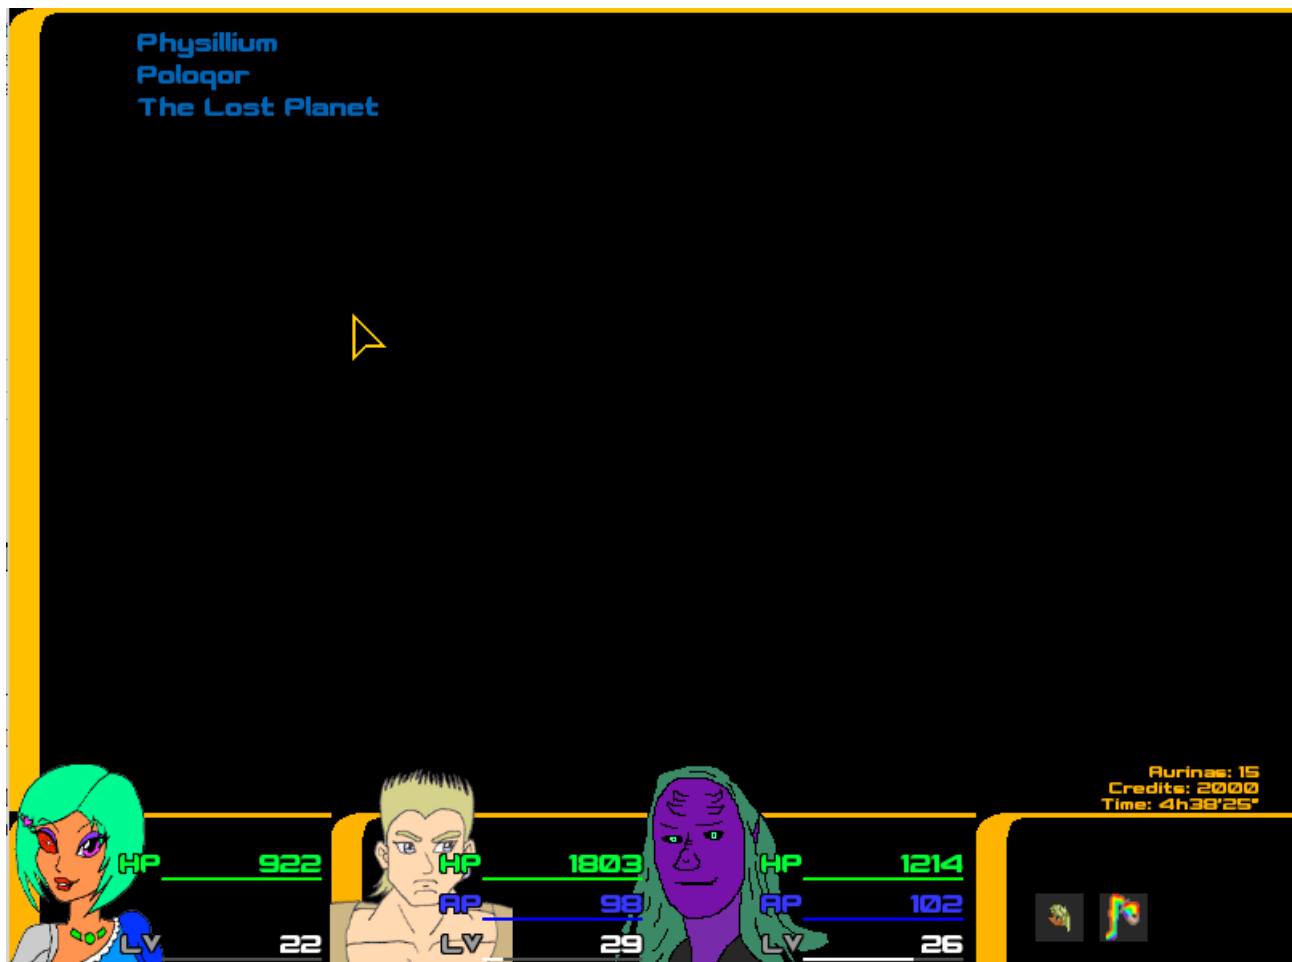 Physillium
Poloqor
The Lost Planet
Aurinas: 15
Credits: 2000
Time: 4h38'25"
HP 922
LV 22
HP 1803
AP 98
LV 29
HP 1214
AP 102
LV 26